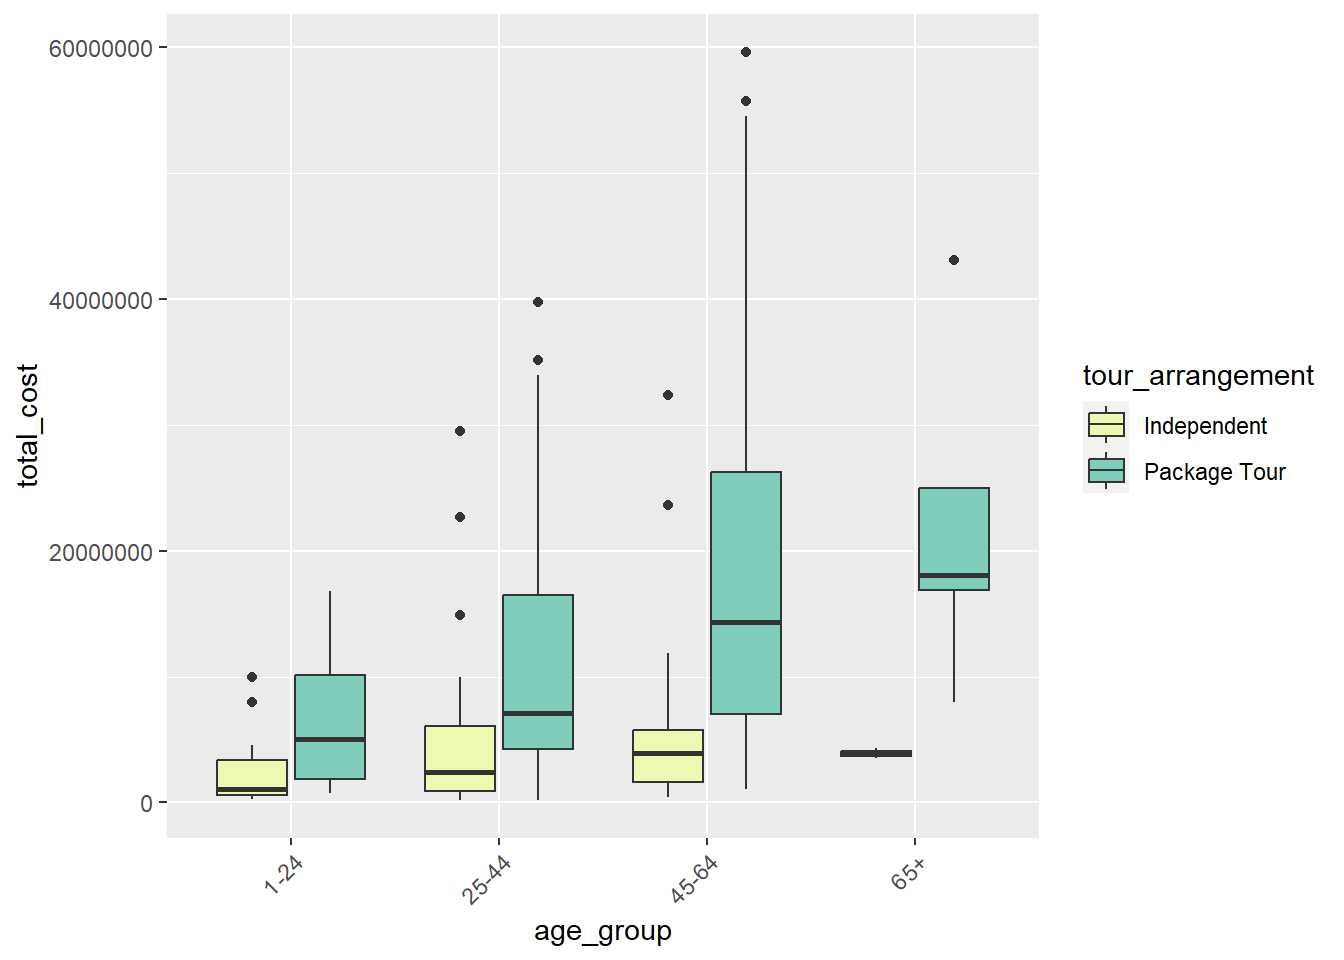 60000000
40000000
20000000
0
total_cost
1-24
25-44
45-64
65+
age_group
tour_arrangement
Independent
Package Tour